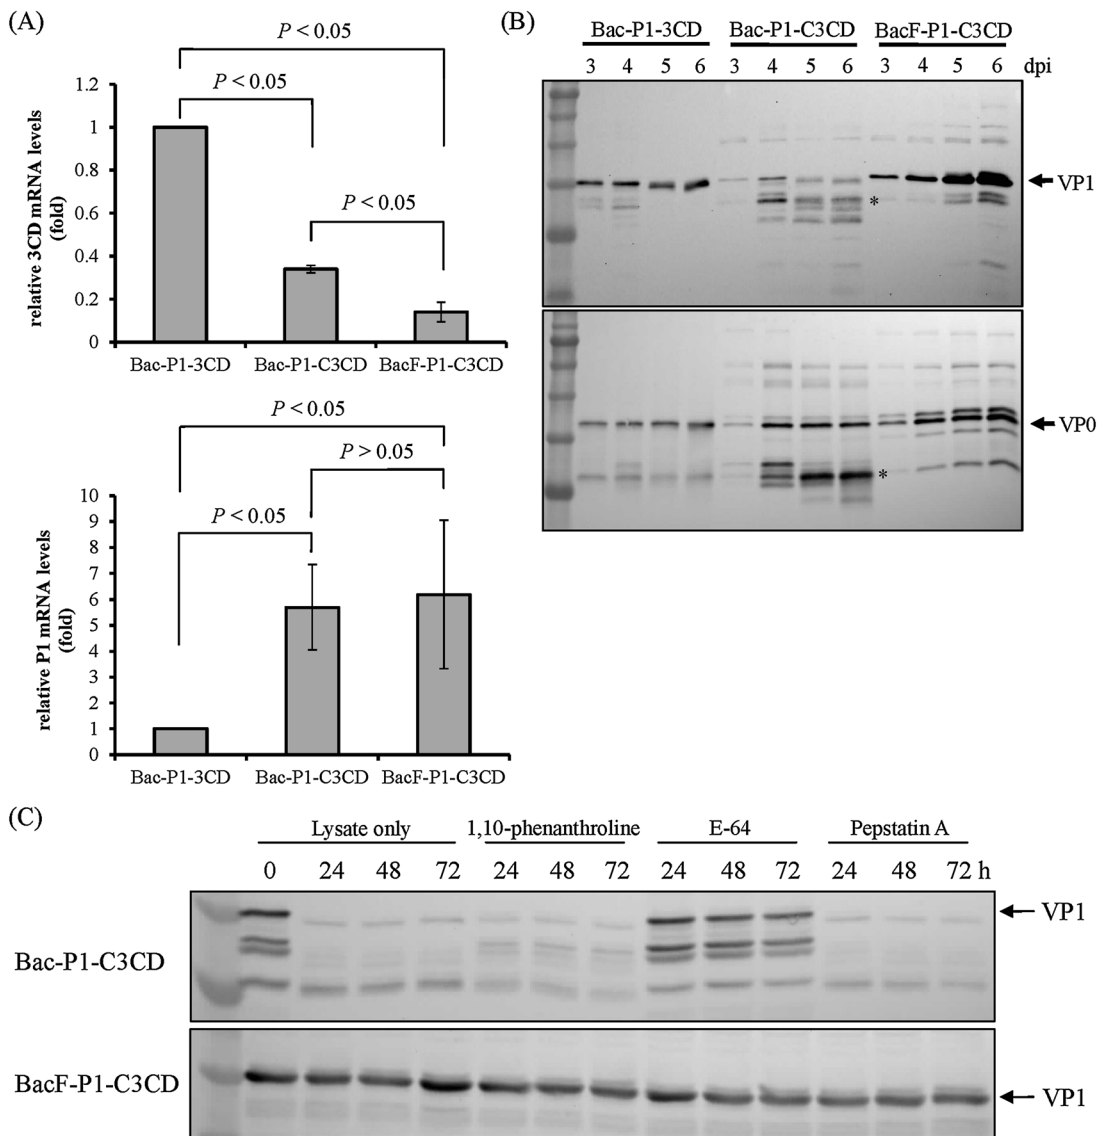 (A)
P < 0.05
P < 0.05
P < 0.05
1.2
1
0.8
0.6
0.4
0.2
0
relative 3CD mRNA levels
(fold)
Bac-P1-3CD Bac-P1-C3CD BacF-P1-C3CD
P < 0.05
P > 0.05
P < 0.05
10
9
8
7
6
5
4
3
2
1
0
relative P1 mRNA levels
(fold)
Bac-P1-3CD Bac-P1-C3CD BacF-P1-C3CD
(B)
Bac-P1-3CD Bac-P1-C3CD BacF-P1-C3CD
3 4 5 6 3 4 5 6 3 4 5 6 dpi
VP1
*
VP0
*
(C)
Lysate only 1,10-phenanthroline E-64 Pepstatin A
0 24 48 72 24 48 72 24 48 72 24 48 72 h
VP1
Bac-P1-C3CD
BacF-P1-C3CD
VP1